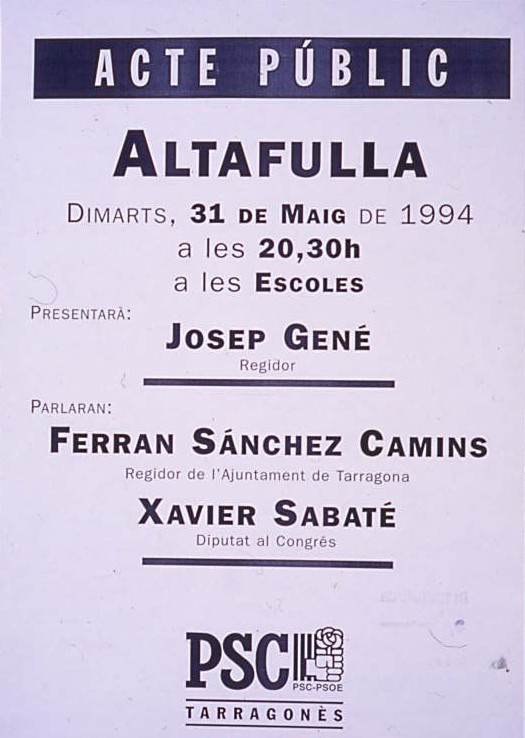 ACTE PÚBLIC
ALTAFULLA
DIMARTS, 31 DE MAIG DE 1994
a les 20,30h
a les ESCOLES
PRESENTARÀ:
JOSEP GENÉ
Regidor
PARLARAN:
FERRAN SÁNCHEZ CAMINS
Regidor de l'Ajuntament de Tarragona
XAVIER SABATÉ
Diputat al Congrés
PSC
PSC-PSOE
TARRAGONÈS